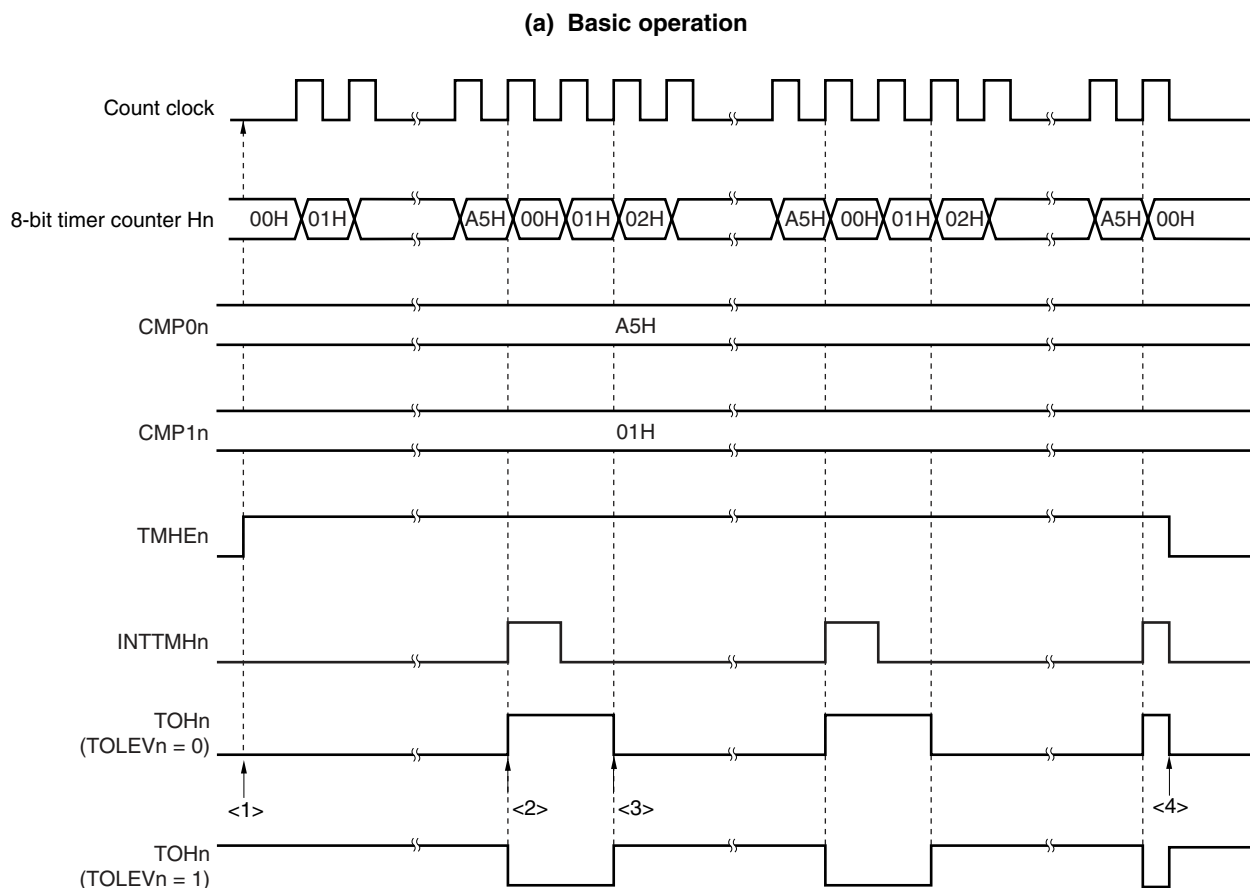 (a) Basic operation
Count clock
8-bit timer counter Hn
00H 01H A5H 00H 01H 02H A5H 00H 01H 02H A5H 00H
CMP0n
A5H
CMP1n
01H
TMHEn
INTTMHn
TOHn
(TOLEVn = 0)
<1> <2> <3> <4>
TOHn
(TOLEVn = 1)